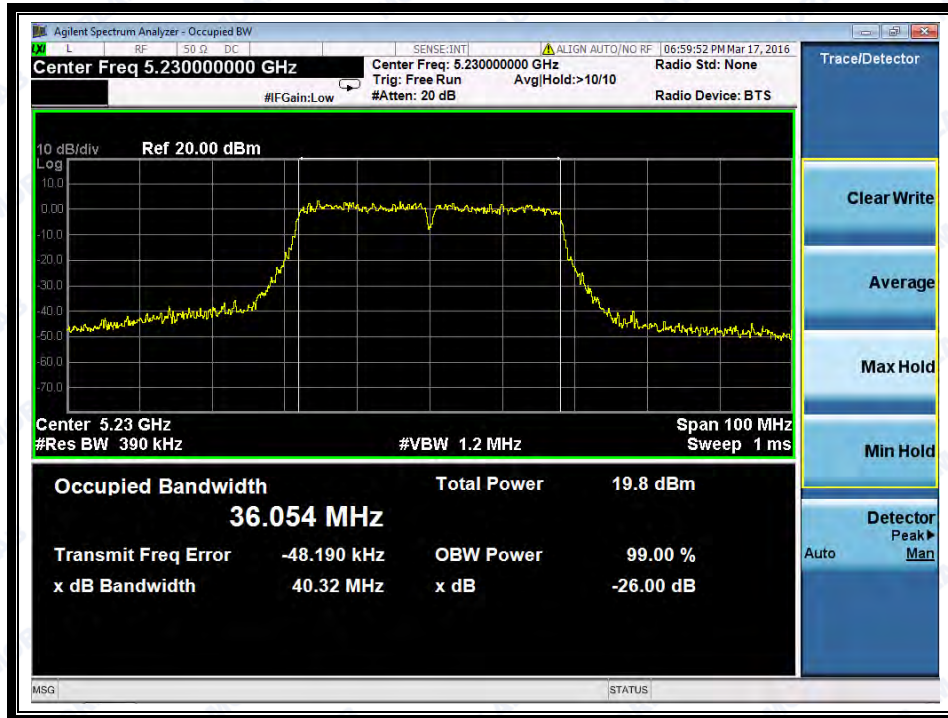 Agilent Spectrum Analyzer - Occupied BW
LXI L RF 50 Ω DC SENSE:INT ALIGN AUTO/NO RF 06:59:52 PM Mar 17, 2016
Center Freq 5.230000000 GHz
Center Freq: 5.230000000 GHz
Radio Std: None
Trig: Free Run Avg|Hold:>10/10
#IFGain:Low
#Atten: 20 dB
Radio Device: BTS
10 dB/div Ref 20.00 dBm
Log
10.0
0.00
-10.0
-20.0
-30.0
-40.0
-50.0
-60.0
-70.0
Center 5.23 GHz Span 100 MHz
#Res BW 390 kHz #VBW 1.2 MHz Sweep 1 ms
Occupied Bandwidth Total Power 19.8 dBm
36.054 MHz
Transmit Freq Error -48.190 kHz OBW Power 99.00 %
x dB Bandwidth 40.32 MHz x dB -26.00 dB
MSG STATUS
Trace/Detector
Clear Write
Average
Max Hold
Min Hold
Detector
Peak▶
Auto Man